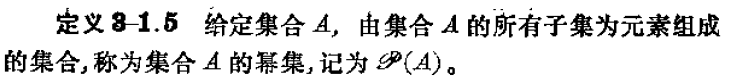 定义 3-1.5 给定集合 A, 由集合 A 的所有子集为元素组成
的集合,称为集合 A 的幂集,记为 𝒫(A)。